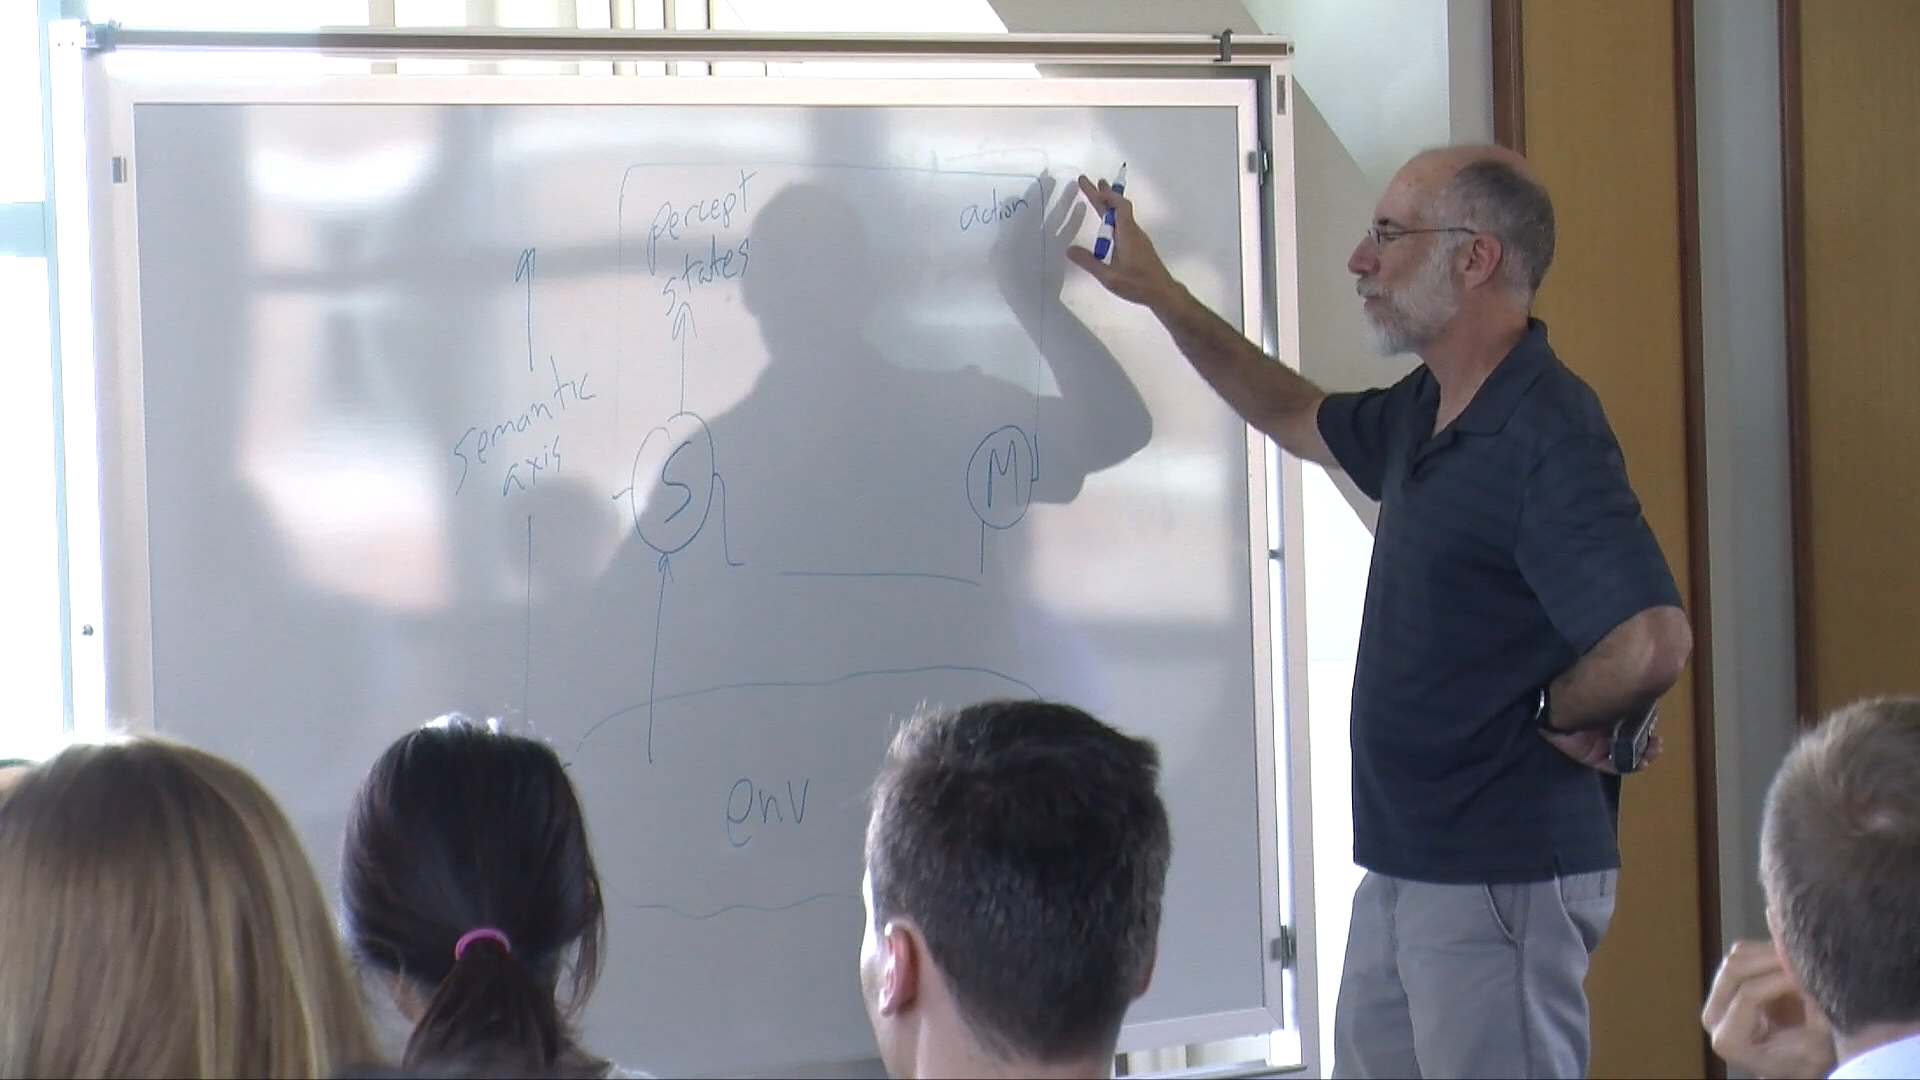 percept
states
action
semantic
axis
S
M
env